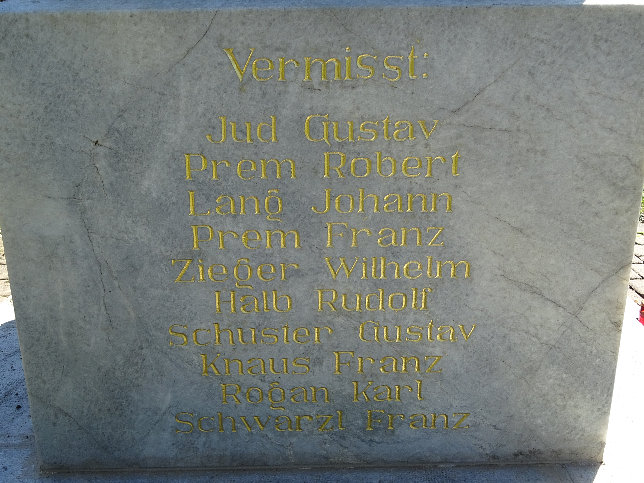 Vermisst:
Jud Gustav
Prem Robert
Lang Johann
Prem Franz
Zieger Wilhelm
Halb Rudolf
Schuster Gustav
Knaus Franz
Rogan Karl
Schwarzl Franz